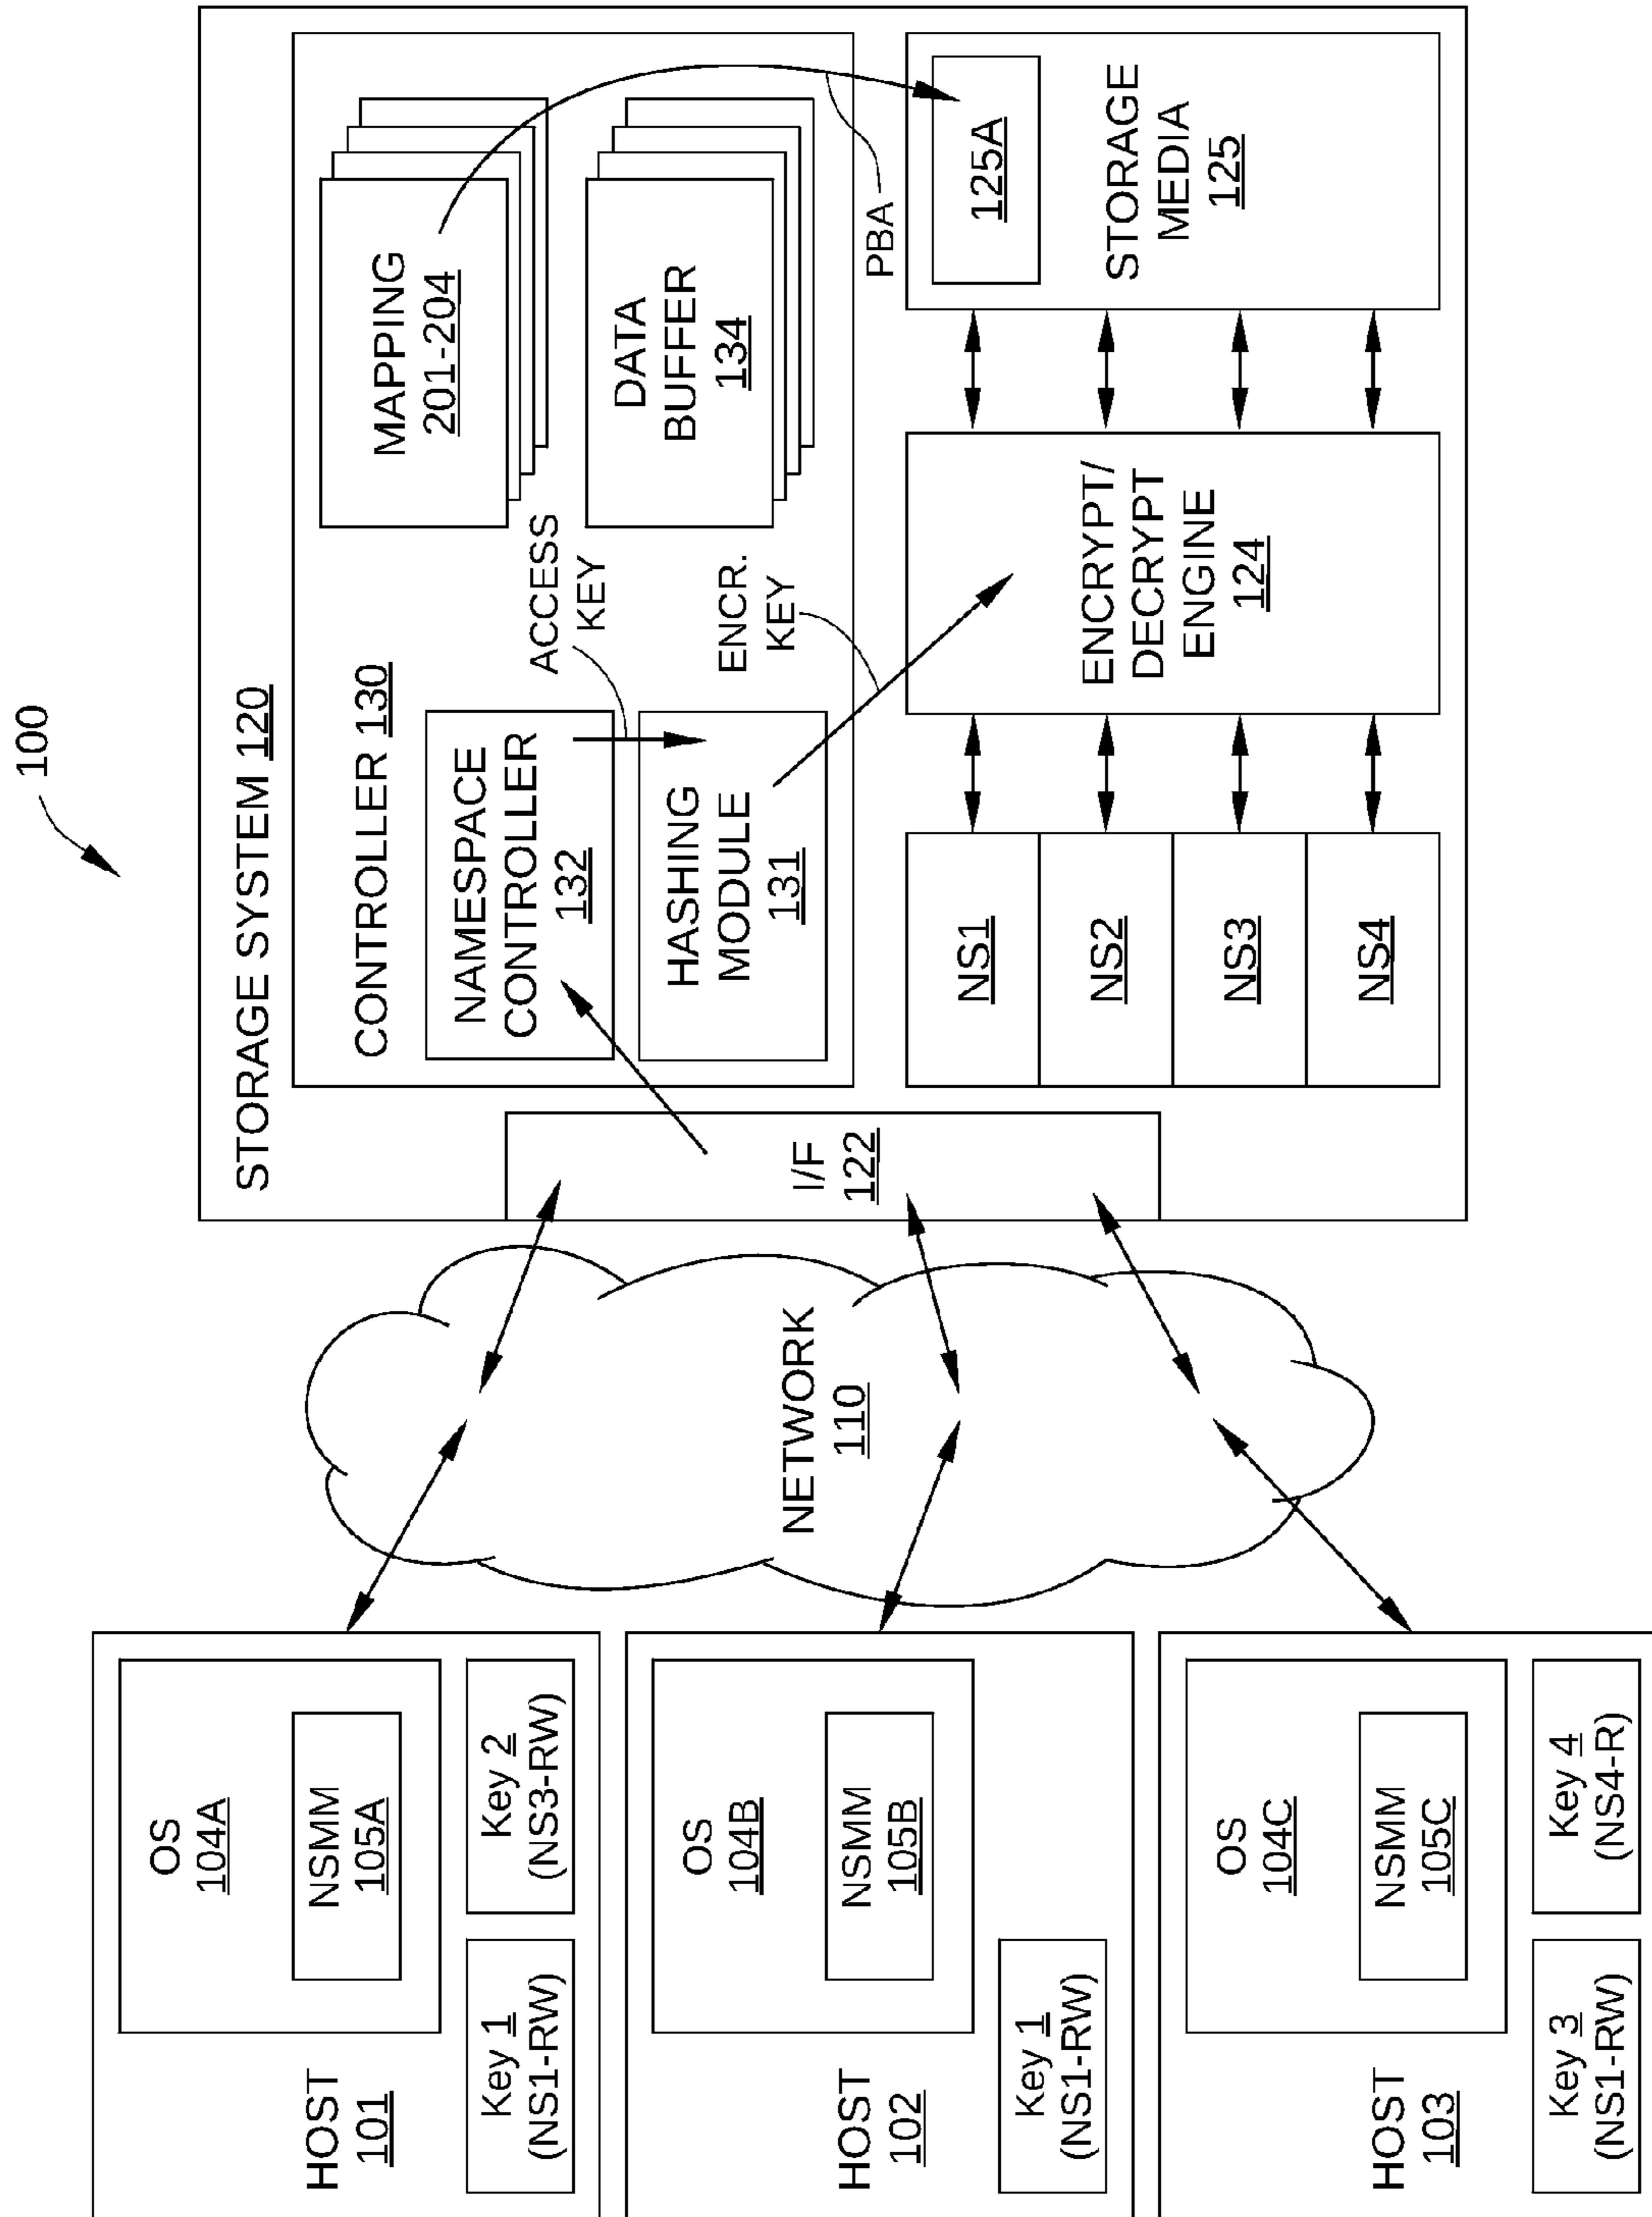 100
HOST
101
OS
104A
NSMM
105A
Key 1
(NS1-RW)
Key 2
(NS3-RW)
HOST
102
OS
104B
NSMM
105B
Key 1
(NS1-RW)
HOST
103
OS
104C
NSMM
105C
Key 3
(NS1-RW)
Key 4
(NS4-R)
NETWORK
110
STORAGE SYSTEM 120
I/F
122
CONTROLLER 130
NAMESPACE
CONTROLLER
132
ACCESS
KEY
HASHING
MODULE
131
ENCR.
KEY
MAPPING
201-204
DATA
BUFFER
134
PBA
NS1
NS2
NS3
NS4
ENCRYPT/
DECRYPT
ENGINE
124
125A
STORAGE
MEDIA
125